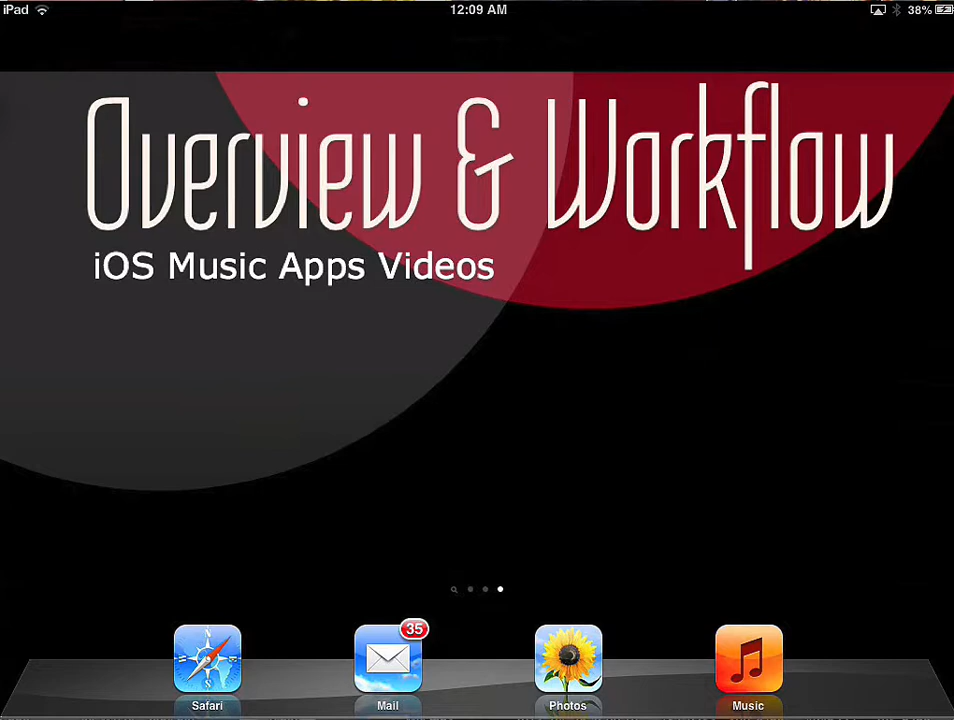 iPad 12:09 AM 38%
Overview & Workflow
iOS Music Apps Videos
35
Safari Mail Photos Music